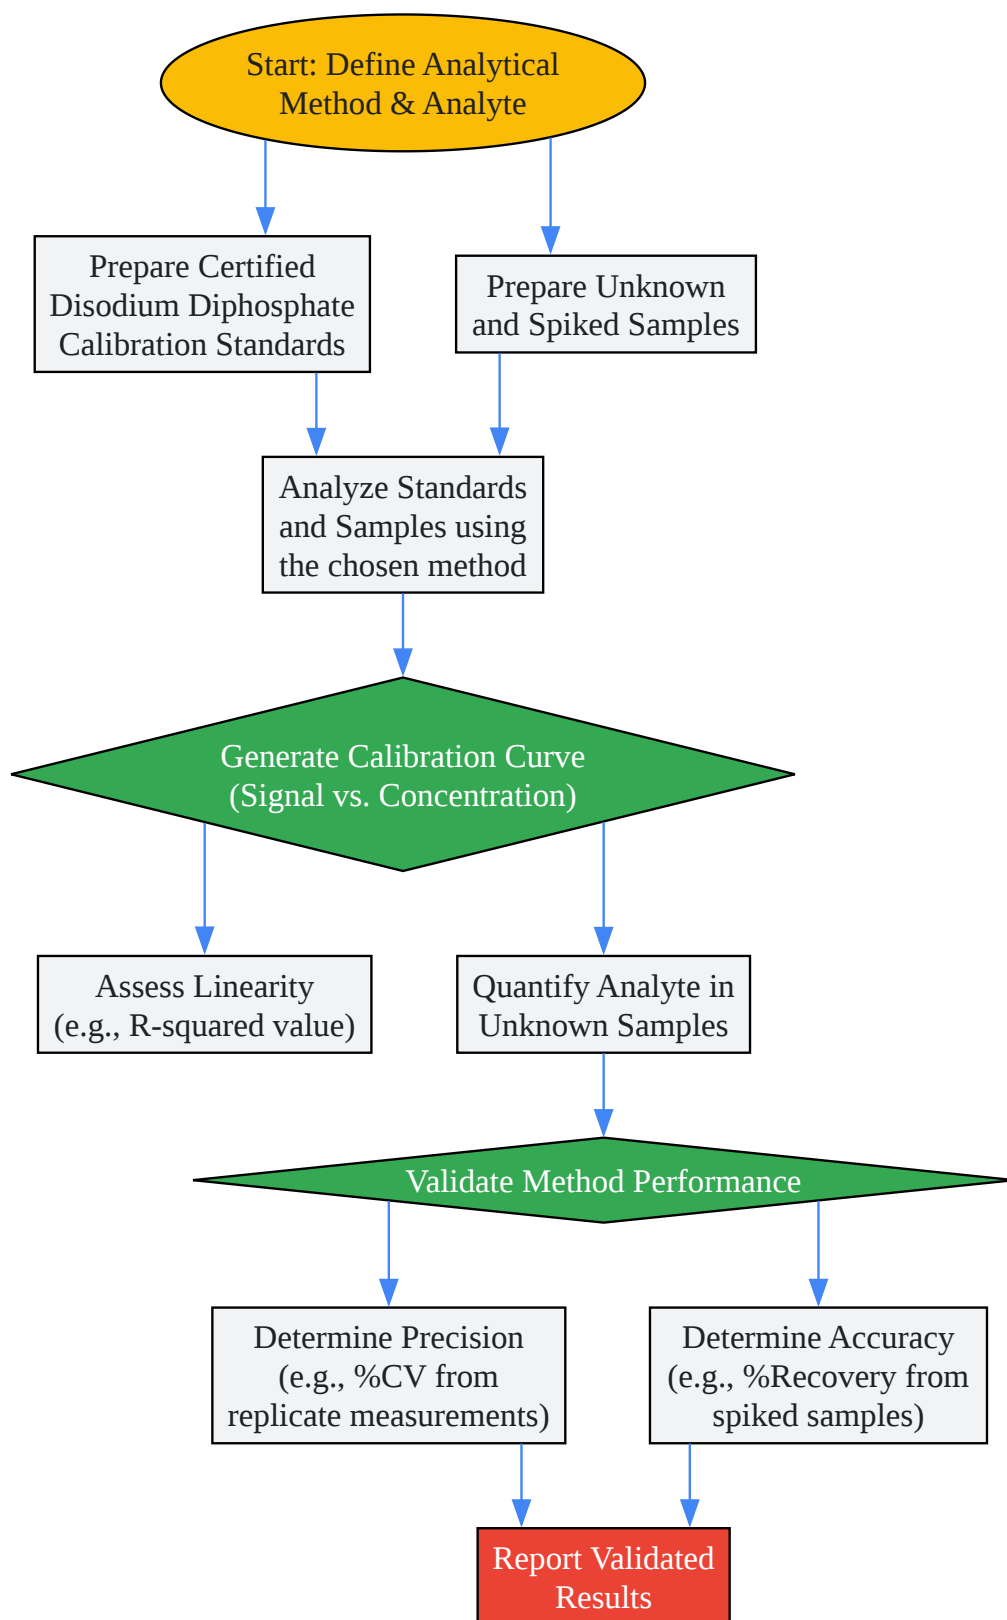 Start: Define Analytical
Method & Analyte
Prepare Certified
Disodium Diphosphate
Calibration Standards
Prepare Unknown
and Spiked Samples
Analyze Standards
and Samples using
the chosen method
Generate Calibration Curve
(Signal vs. Concentration)
Assess Linearity
(e.g., R-squared value)
Quantify Analyte in
Unknown Samples
Validate Method Performance
Determine Precision
(e.g., %CV from
replicate measurements)
Determine Accuracy
(e.g., %Recovery from
spiked samples)
Report Validated
Results